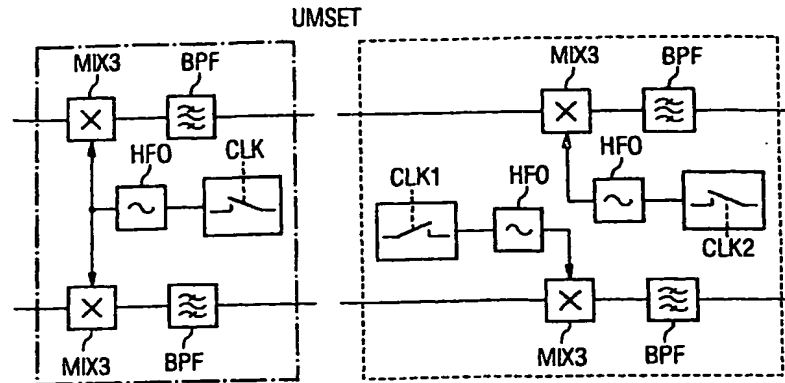 UMSET
MIX3 BPF
HFO CLK
MIX3 BPF
MIX3 BPF
HFO
CLK1 HFO
CLK2
MIX3 BPF